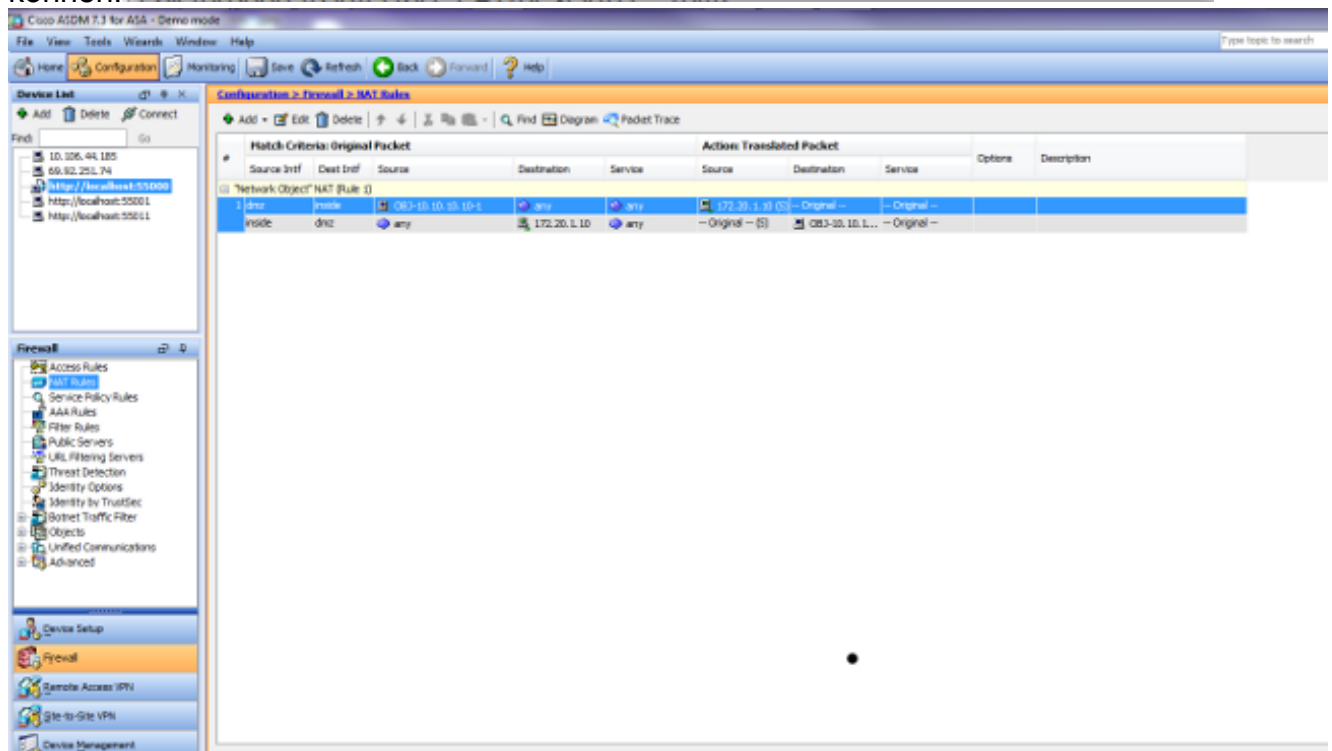 können.
Cisco ASDM 7.3 for ASA - Demo mode
File View Tools Wizards Window Help
Type topic to search
Home Configuration Monitoring Save Refresh Back Forward Help
Device List
Add Delete Connect
Find: Go
10.106.44.185
69.92.251.74
http://localhost:55000
http://localhost:55001
http://localhost:55011
Configuration > Firewall > NAT Rules
Add Edit Delete Find Diagram Packet Trace
# Match Criteria: Original Packet Action: Translated Packet Options Description
Source Intf Dest Intf Source Destination Service Source Destination Service
"Network Object" NAT (Rule 1)
1 dmz inside OBJ-10.10.10.10-1 any any 172.20.1.10 (S) -- Original -- -- Original --
inside dmz any 172.20.1.10 any -- Original -- (S) OBJ-10.10.1... -- Original --
Firewall
Access Rules
NAT Rules
Service Policy Rules
AAA Rules
Filter Rules
Public Servers
URL Filtering Servers
Threat Detection
Identity Options
Identity by TrustSec
Botnet Traffic Filter
Objects
Unified Communications
Advanced
Device Setup
Firewall
Remote Access VPN
Site-to-Site VPN
Device Management